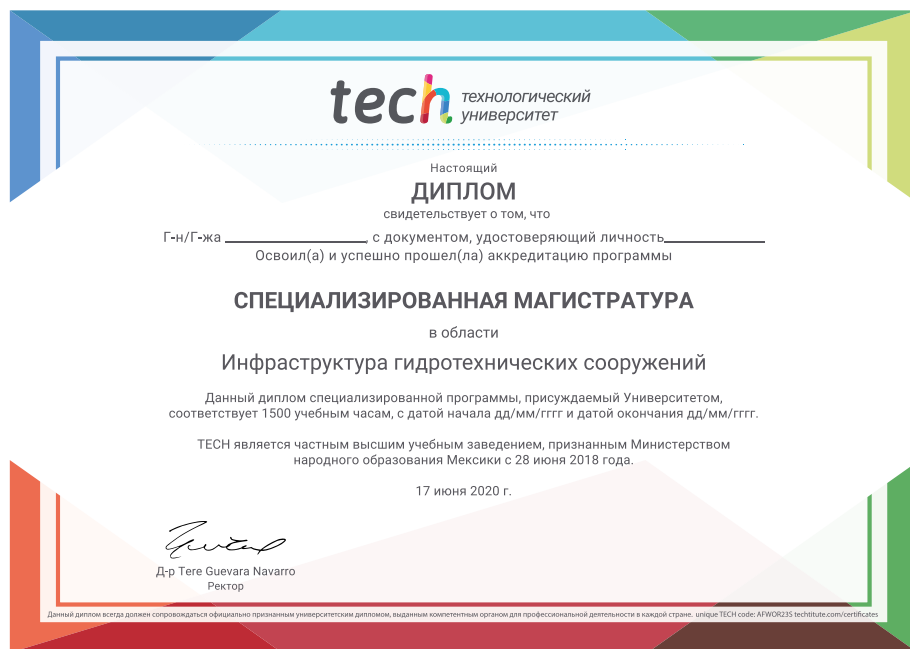 tech технологический университет
Настоящий
ДИПЛОМ
свидетельствует о том, что
Г-н/Г-жа , с документом, удостоверяющий личность
Освоил(а) и успешно прошел(ла) аккредитацию программы
СПЕЦИАЛИЗИРОВАННАЯ МАГИСТРАТУРА
в области
Инфраструктура гидротехнических сооружений
Данный диплом специализированной программы, присуждаемый Университетом,
соответствует 1500 учебным часам, с датой начала дд/мм/гггг и датой окончания дд/мм/гггг.
TECH является частным высшим учебным заведением, признанным Министерством
народного образования Мексики с 28 июня 2018 года.
17 июня 2020 г.
Д-р Tere Guevara Navarro
Ректор
Данный диплом всегда должен сопровождаться официально признанным университетским дипломом, выданным компетентным органом для профессиональной деятельности в каждой стране. unique TECH code: AFWOR23S techtitute.com/certificates